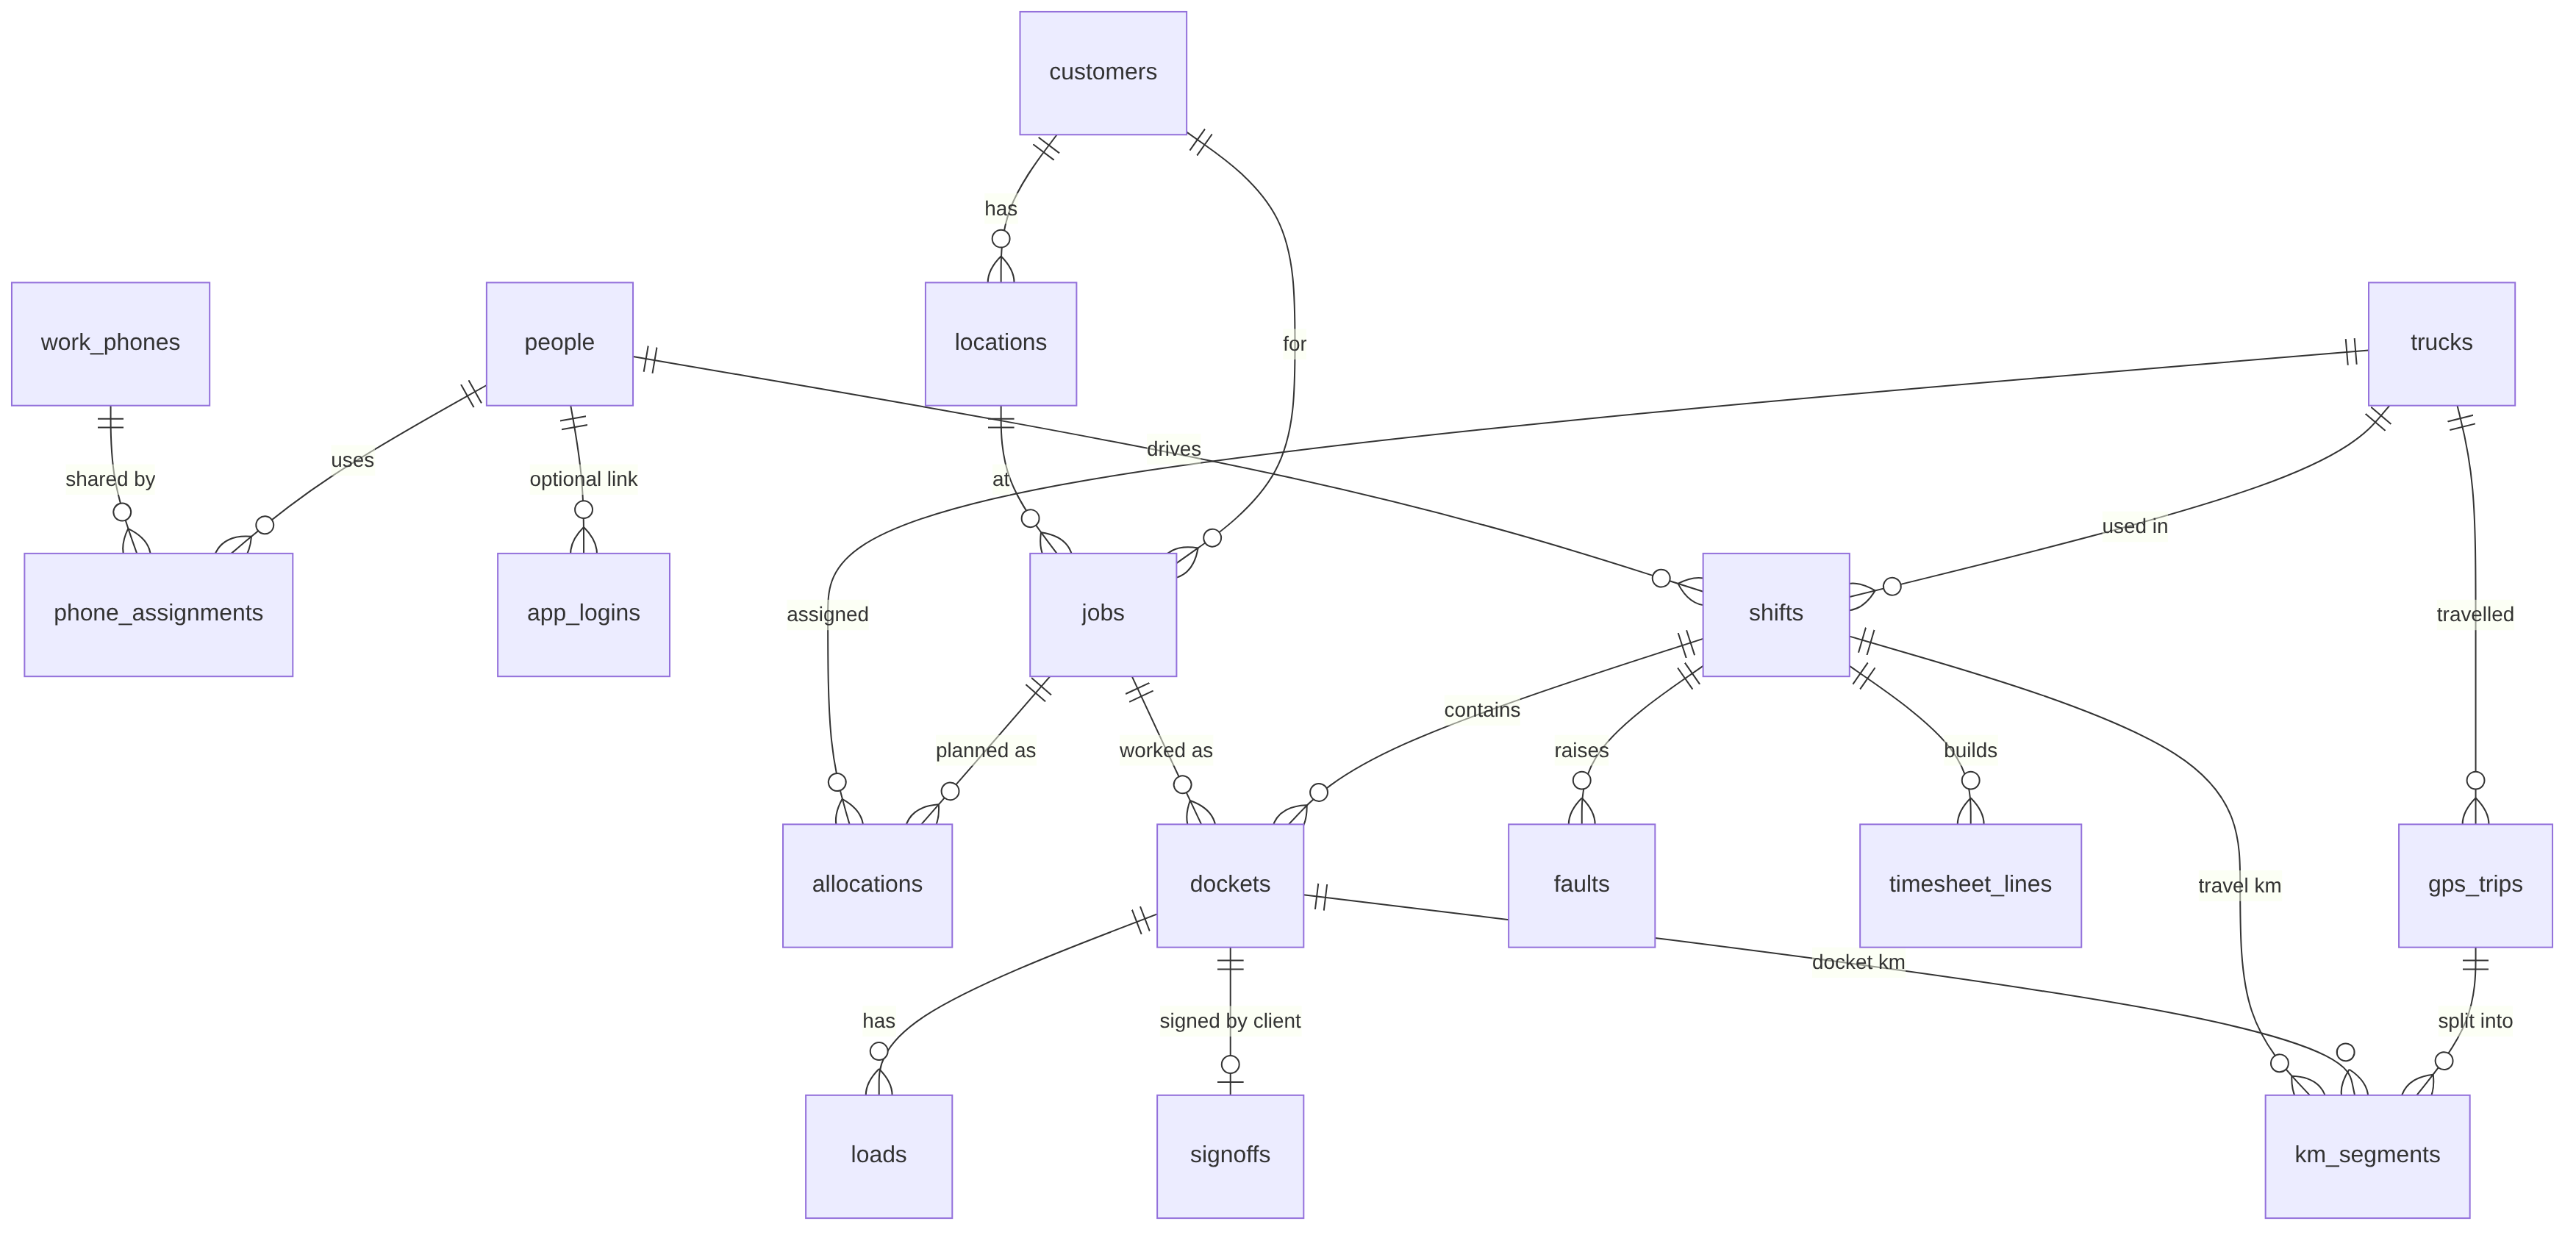 customers
has
for
work_phones
people
locations
trucks
drives
shared by
uses
optional link
at
used in
phone_assignments
app_logins
assigned
jobs
shifts
travelled
contains
planned as
worked as
raises
builds
allocations
dockets
faults
timesheet_lines
travel km
gps_trips
docket km
has
signed by client
split into
loads
signoffs
km_segments